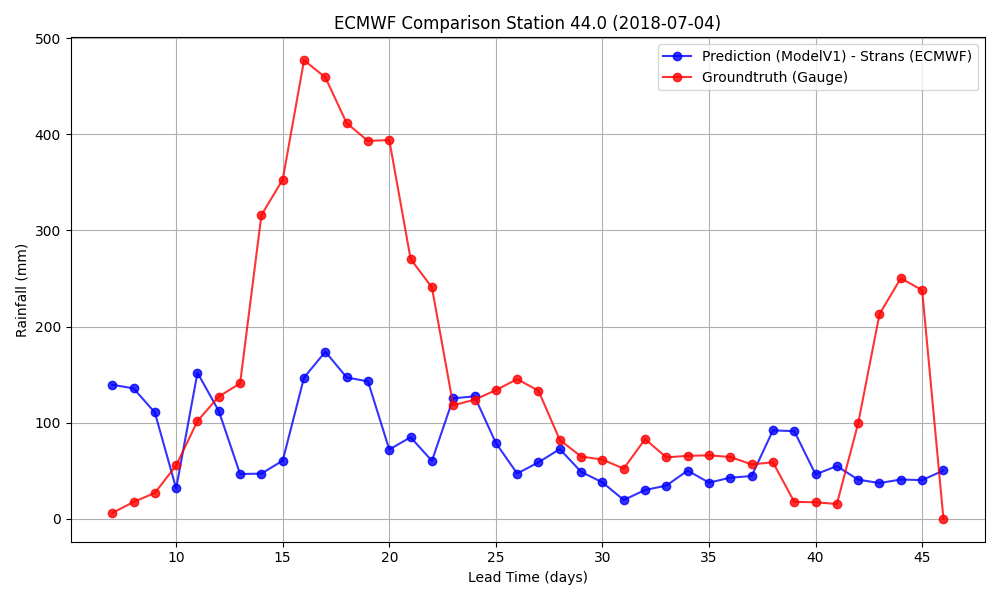 ECMWF Comparison Station 44.0 (2018-07-04)
Prediction (ModelV1) - Strans (ECMWF)
Groundtruth (Gauge)
Rainfall (mm)
500
400
300
200
100
0
10 15 20 25 30 35 40 45
Lead Time (days)